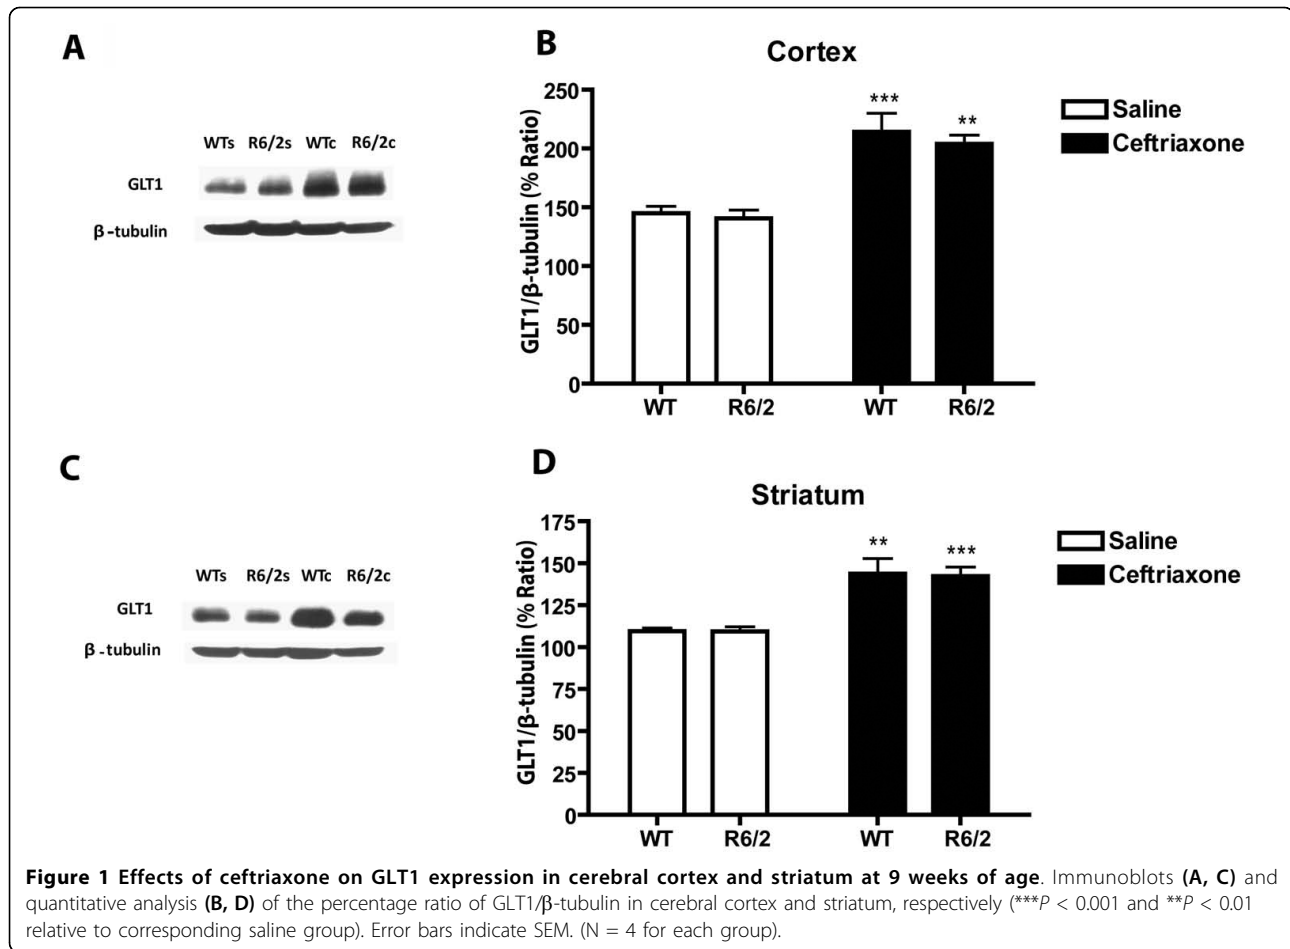 A
WTs R6/2s WTc R6/2c
GLT1
β-tubulin
B
Cortex
GLT1/β-tubulin (% Ratio)
250
200
150
100
50
0
*** **
WT R6/2 WT R6/2
Saline
Ceftriaxone
C
WTs R6/2s WTc R6/2c
GLT1
β-tubulin
D
Striatum
GLT1/β-tubulin (% Ratio)
175
150
125
100
75
50
25
0
** ***
WT R6/2 WT R6/2
Saline
Ceftriaxone
Figure 1 Effects of ceftriaxone on GLT1 expression in cerebral cortex and striatum at 9 weeks of age. Immunoblots (A, C) and
quantitative analysis (B, D) of the percentage ratio of GLT1/β-tubulin in cerebral cortex and striatum, respectively (***P < 0.001 and **P < 0.01
relative to corresponding saline group). Error bars indicate SEM. (N = 4 for each group).